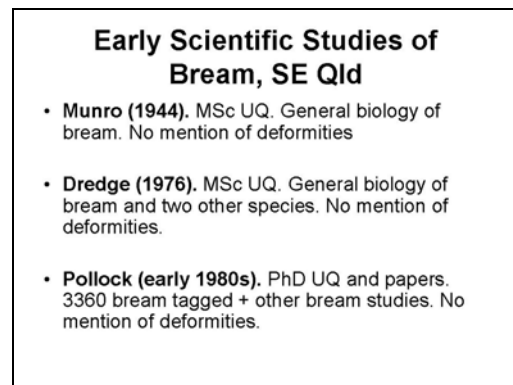 Early Scientific Studies of
Bream, SE Qld
• Munro (1944). MSc UQ. General biology of
bream. No mention of deformities
• Dredge (1976). MSc UQ. General biology of
bream and two other species. No mention of
deformities.
• Pollock (early 1980s). PhD UQ and papers.
3360 bream tagged + other bream studies. No
mention of deformities.